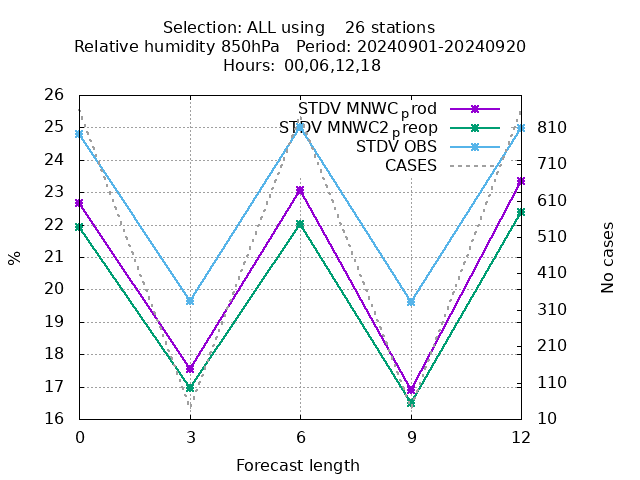 Selection: ALL using    26 stations
Relative humidity 850hPa   Period: 20240901-20240920
Hours: 00,06,12,18
STDV MNWC_prod
STDV MNWC2_preop
STDV OBS
CASES
26
25
24
23
22
21
20
19
18
17
16
%
810
710
610
510
410
310
210
110
10
No cases
0 3 6 9 12
Forecast length